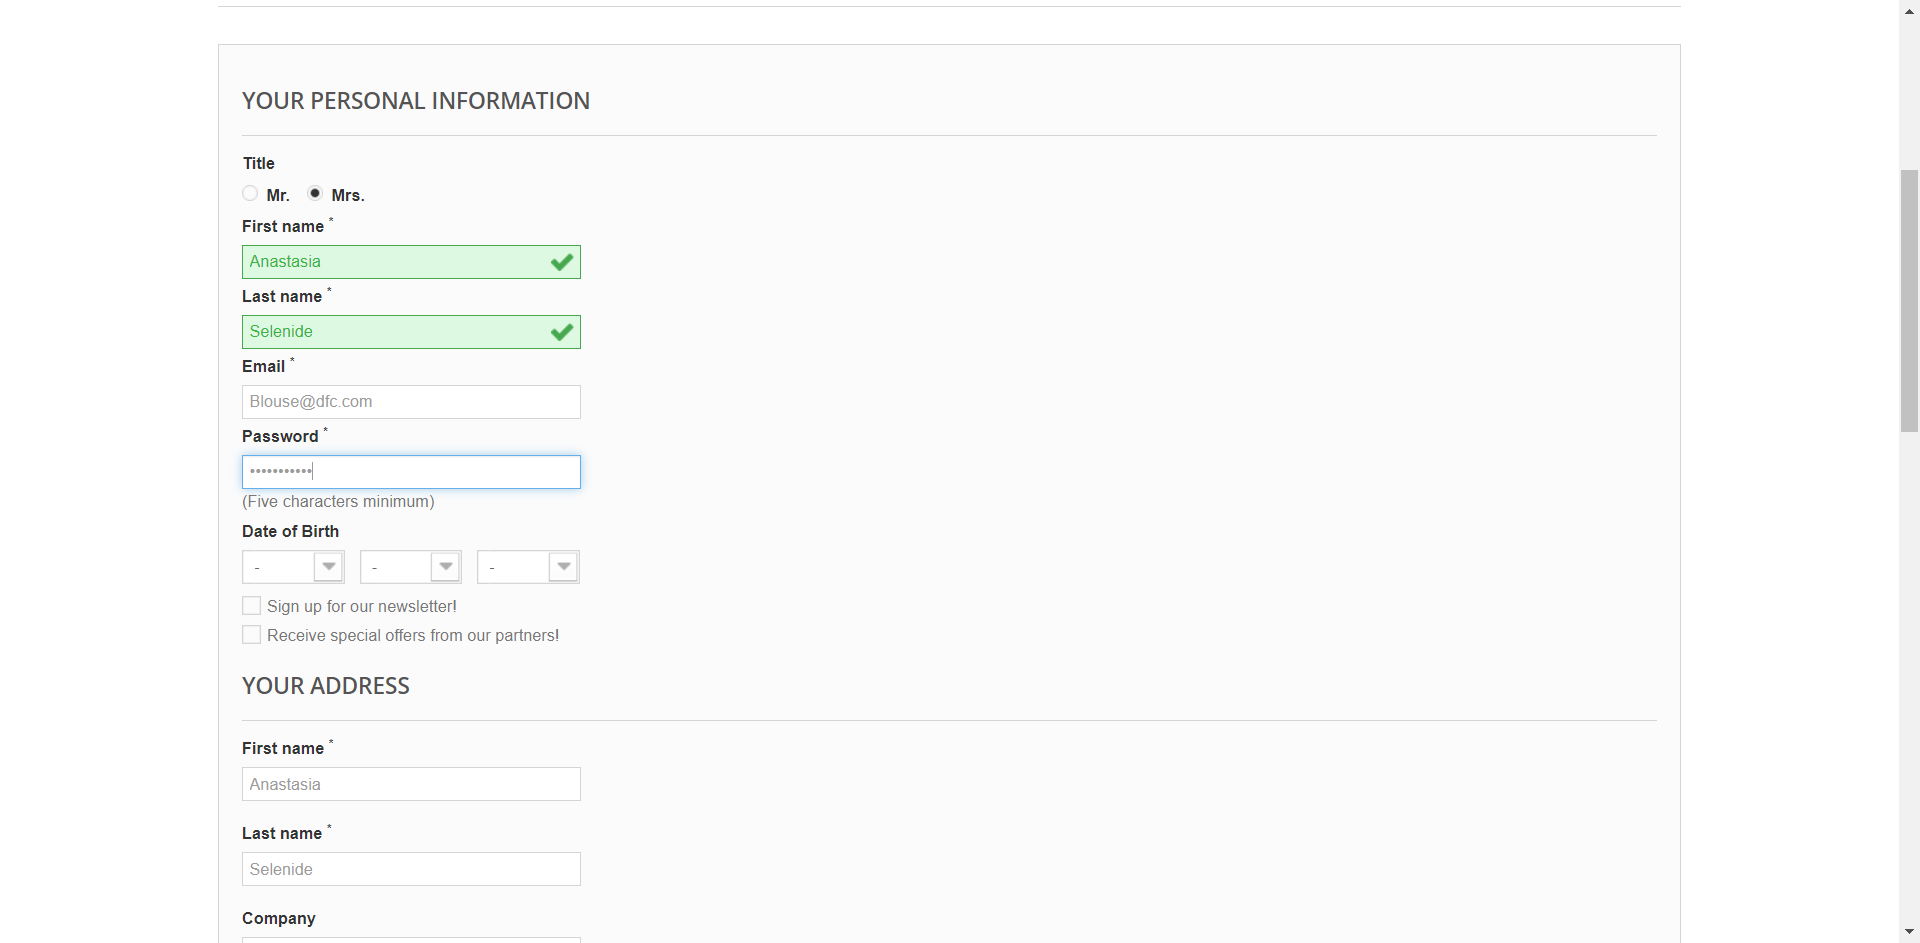 YOUR PERSONAL INFORMATION
Title
Mr. Mrs.
First name *
Anastasia
Last name *
Selenide
Email *
Blouse@dfc.com
Password *
•••••••••••
(Five characters minimum)
Date of Birth
- - -
Sign up for our newsletter!
Receive special offers from our partners!
YOUR ADDRESS
First name *
Anastasia
Last name *
Selenide
Company